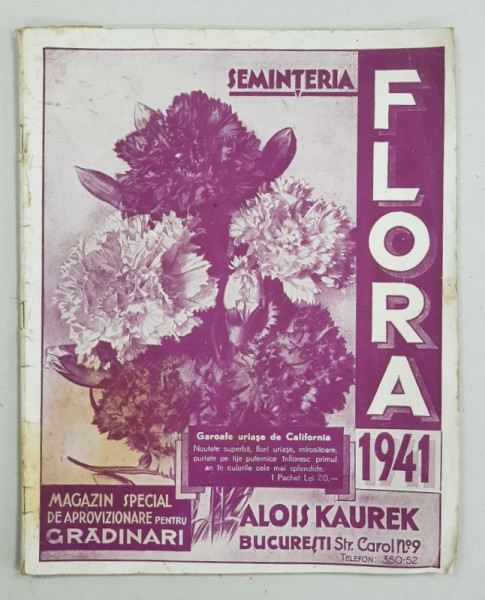 SEMINȚERIA
FLORA
1941
Garoafe uriașe de California
Noutate superbă, flori uriașe, mirositoare,
purtate pe tije puternice înfloresc primul
an în culorile cele mai splendide.
1 Pachet Lei 20,—
MAGAZIN SPECIAL
DE APROVIZIONARE PENTRU
GRĂDINARI
ALOIS KAUREK
BUCUREȘTI Str. Carol Nº 9
TELEFON: 350-52